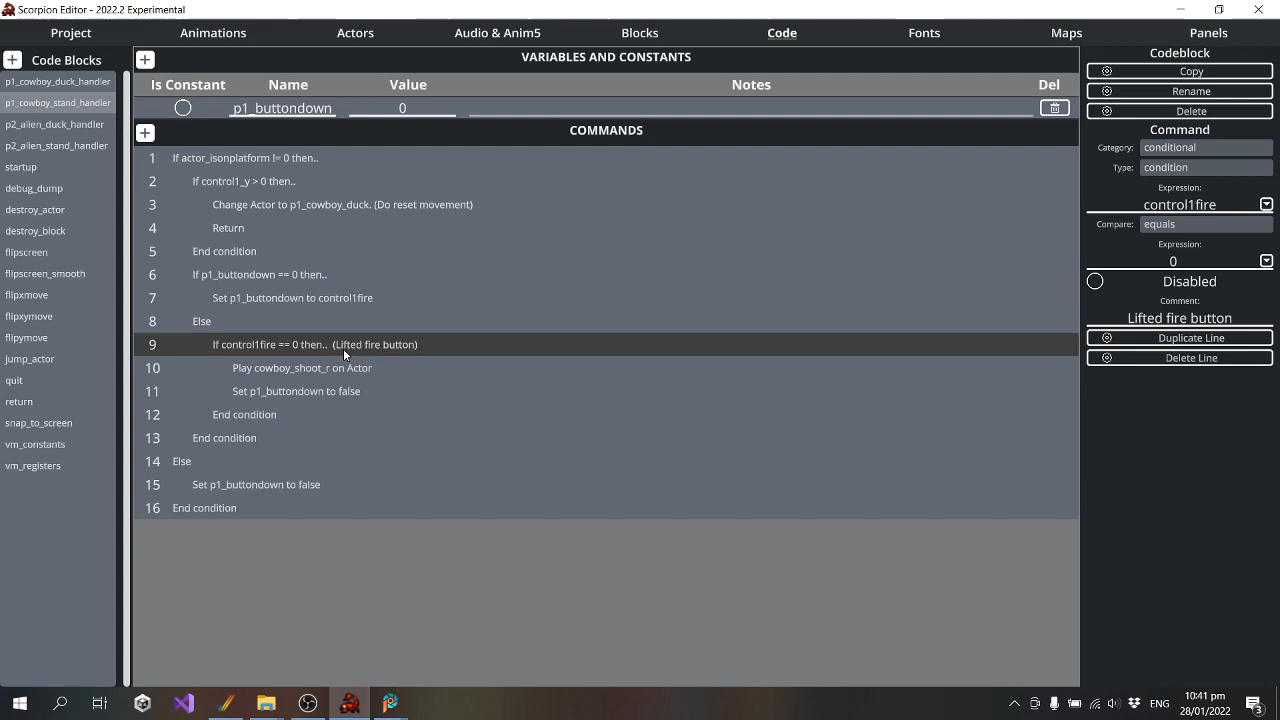 Scorpion Editor - 2022.2 Experimental
Project Animations Actors Audio & Anim5 Blocks Code Fonts Maps Panels
+ Code Blocks
p1_cowboy_duck_handler
p1_cowboy_stand_handler
p2_alien_duck_handler
p2_alien_stand_handler
startup
debug_dump
destroy_actor
destroy_block
flipscreen
flipscreen_smooth
flipxmove
flipxymove
flipymove
jump_actor
quit
return
snap_to_screen
vm_constants
vm_registers
+ VARIABLES AND CONSTANTS
Is Constant Name Value Notes Del
p1_buttondown 0
+ COMMANDS
1 If actor_isonplatform != 0 then..
2 If control1_y > 0 then..
3 Change Actor to p1_cowboy_duck. (Do reset movement)
4 Return
5 End condition
6 If p1_buttondown == 0 then..
7 Set p1_buttondown to control1fire
8 Else
9 If control1fire == 0 then.. (Lifted fire button)
10 Play cowboy_shoot_r on Actor
11 Set p1_buttondown to false
12 End condition
13 End condition
14 Else
15 Set p1_buttondown to false
16 End condition
Codeblock
Copy
Rename
Delete
Command
Category: conditional
Type: condition
Expression:
control1fire
Compare: equals
Expression:
0
Disabled
Comment:
Lifted fire button
Duplicate Line
Delete Line
ENG
10:41 pm
28/01/2022
3